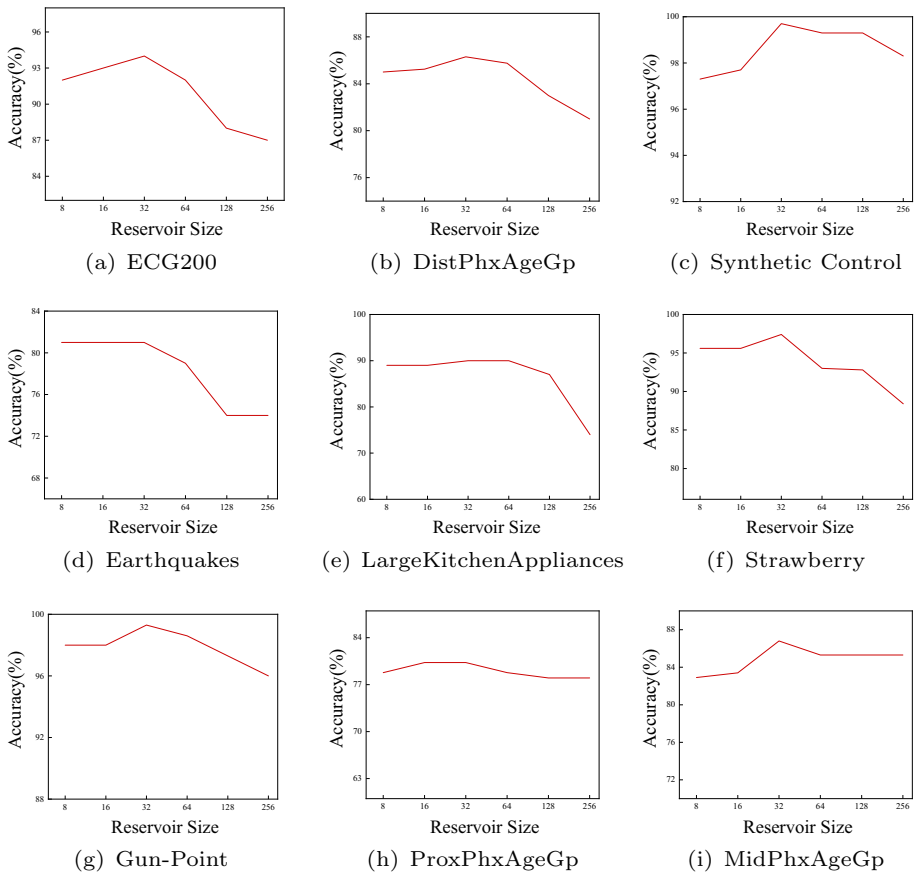 Accuracy(%)
96
93
90
87
84
8 16 32 64 128 256
Reservoir Size
(a) ECG200
Accuracy(%)
88
84
80
76
8 16 32 64 128 256
Reservoir Size
(b) DistPhxAgeGp
Accuracy(%)
100
98
96
94
92
8 16 32 64 128 256
Reservoir Size
(c) Synthetic Control
Accuracy(%)
84
80
76
72
68
8 16 32 64 128 256
Reservoir Size
(d) Earthquakes
Accuracy(%)
100
90
80
70
60
8 16 32 64 128 256
Reservoir Size
(e) LargeKitchenAppliances
Accuracy(%)
100
95
90
85
80
8 16 32 64 128 256
Reservoir Size
(f) Strawberry
Accuracy(%)
100
96
92
88
8 16 32 64 128 256
Reservoir Size
(g) Gun-Point
Accuracy(%)
84
77
70
63
8 16 32 64 128 256
Reservoir Size
(h) ProxPhxAgeGp
Accuracy(%)
88
84
80
76
72
8 16 32 64 128 256
Reservoir Size
(i) MidPhxAgeGp